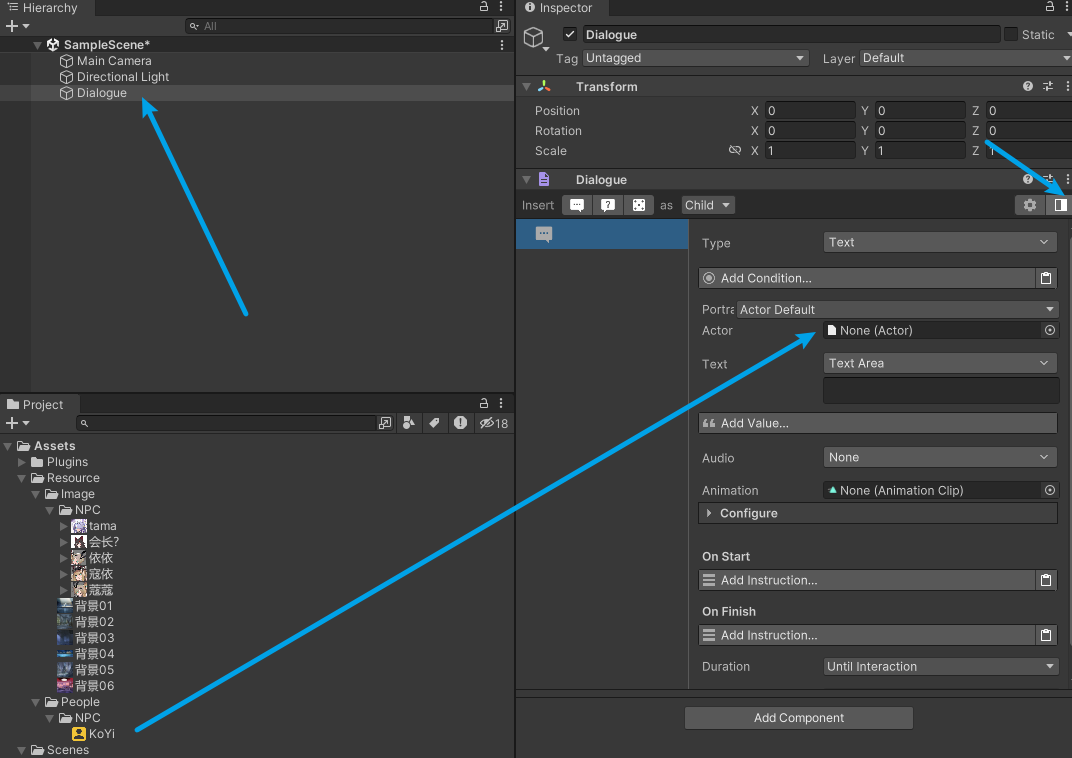 Hierarchy
All
SampleScene*
Main Camera
Directional Light
Dialogue
Project
18
Assets
Plugins
Resource
Image
NPC
tama
会长?
依依
寇依
蔻蔻
背景01
背景02
背景03
背景04
背景05
背景06
People
NPC
KoYi
Scenes
Inspector
Dialogue
Static
Tag Untagged Layer Default
Transform
Position X 0 Y 0 Z 0
Rotation X 0 Y 0 Z 0
Scale X 1 Y 1 Z 1
Dialogue
Insert as Child
Type Text
Add Condition...
Portra Actor Default
Actor None (Actor)
Text Text Area
Add Value...
Audio None
Animation None (Animation Clip)
Configure
On Start
Add Instruction...
On Finish
Add Instruction...
Duration Until Interaction
Add Component